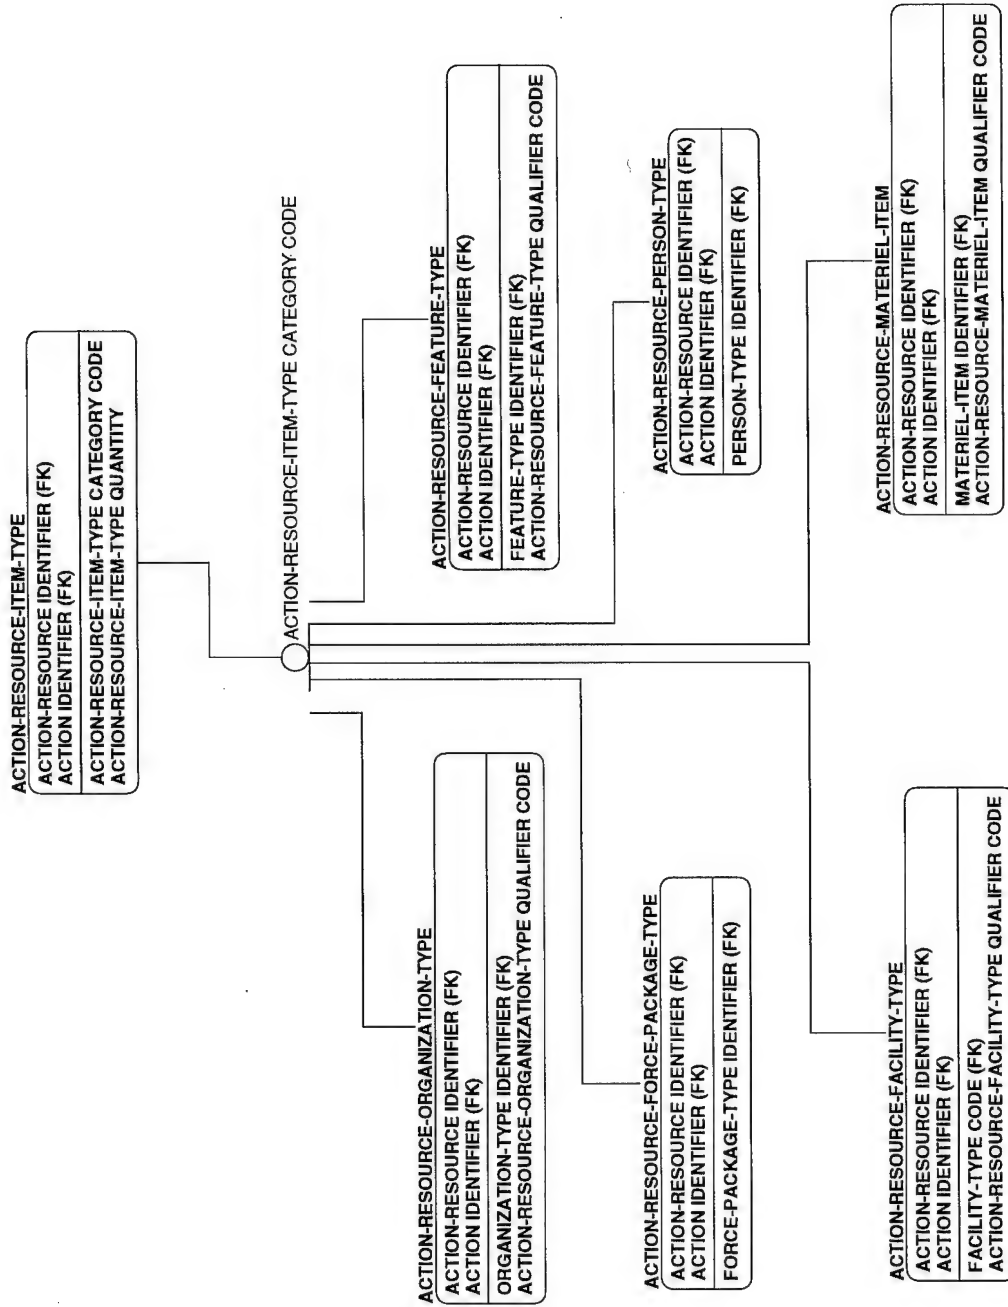 ACTION-RESOURCE-ITEM-TYPE
ACTION-RESOURCE IDENTIFIER (FK)
ACTION IDENTIFIER (FK)
ACTION-RESOURCE-ITEM-TYPE CATEGORY CODE
ACTION-RESOURCE-ITEM-TYPE QUANTITY
ACTION-RESOURCE-ITEM-TYPE CATEGORY CODE
ACTION-RESOURCE-ORGANIZATION-TYPE
ACTION-RESOURCE IDENTIFIER (FK)
ACTION IDENTIFIER (FK)
ORGANIZATION-TYPE IDENTIFIER (FK)
ACTION-RESOURCE-ORGANIZATION-TYPE QUALIFIER CODE
ACTION-RESOURCE-FEATURE-TYPE
ACTION-RESOURCE IDENTIFIER (FK)
ACTION IDENTIFIER (FK)
FEATURE-TYPE IDENTIFIER (FK)
ACTION-RESOURCE-FEATURE-TYPE QUALIFIER CODE
ACTION-RESOURCE-FORCE-PACKAGE-TYPE
ACTION-RESOURCE IDENTIFIER (FK)
ACTION IDENTIFIER (FK)
FORCE-PACKAGE-TYPE IDENTIFIER (FK)
ACTION-RESOURCE-PERSON-TYPE
ACTION-RESOURCE IDENTIFIER (FK)
ACTION IDENTIFIER (FK)
PERSON-TYPE IDENTIFIER (FK)
ACTION-RESOURCE-FACILITY-TYPE
ACTION-RESOURCE IDENTIFIER (FK)
ACTION IDENTIFIER (FK)
FACILITY-TYPE CODE (FK)
ACTION-RESOURCE-FACILITY-TYPE QUALIFIER CODE
ACTION-RESOURCE-MATERIEL-ITEM
ACTION-RESOURCE IDENTIFIER (FK)
ACTION IDENTIFIER (FK)
MATERIEL-ITEM IDENTIFIER (FK)
ACTION-RESOURCE-MATERIEL-ITEM QUALIFIER CODE